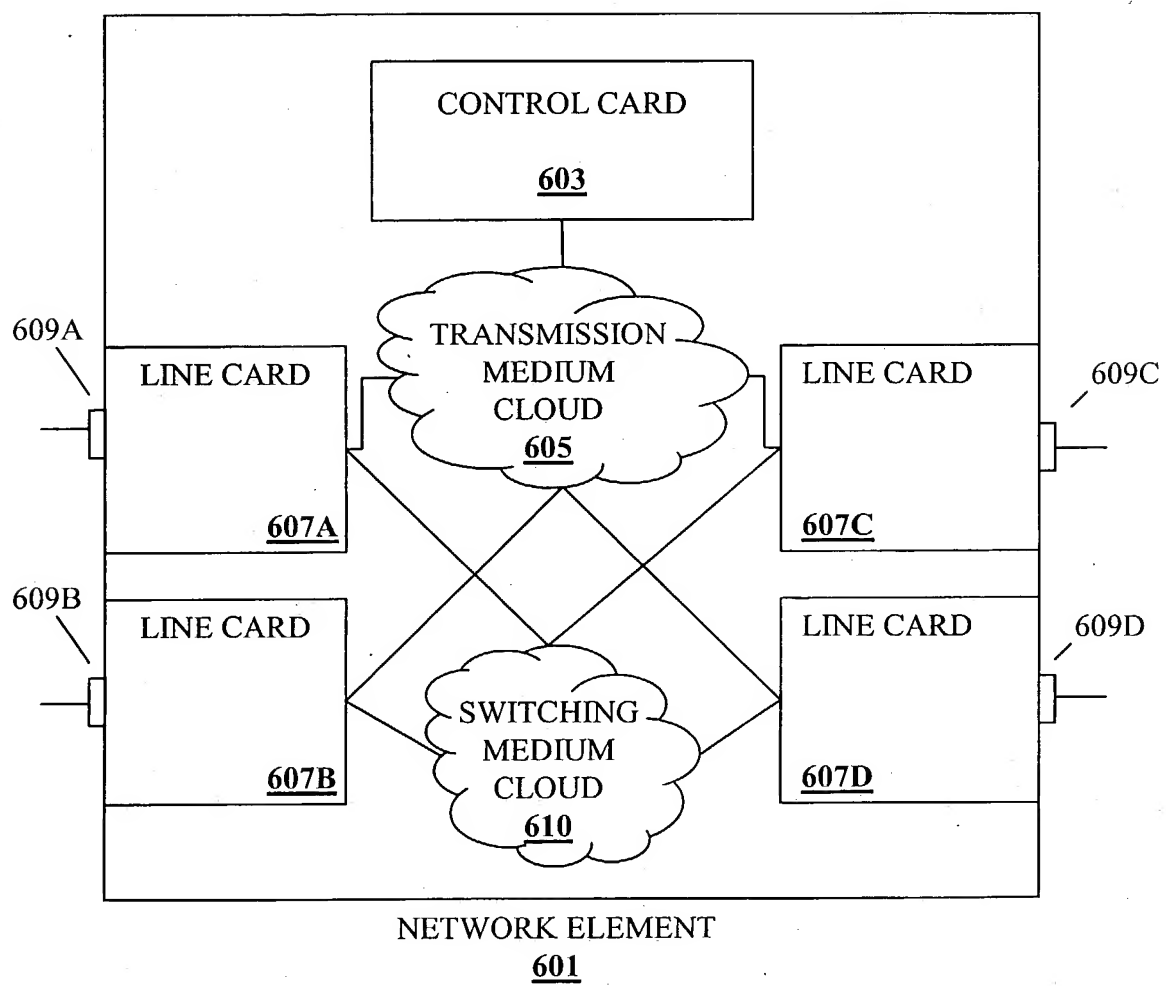 CONTROL CARD
603
TRANSMISSION
MEDIUM
CLOUD
605
609A
LINE CARD
607A
LINE CARD
607C
609C
609B
LINE CARD
607B
SWITCHING
MEDIUM
CLOUD
610
LINE CARD
607D
609D
NETWORK ELEMENT
601